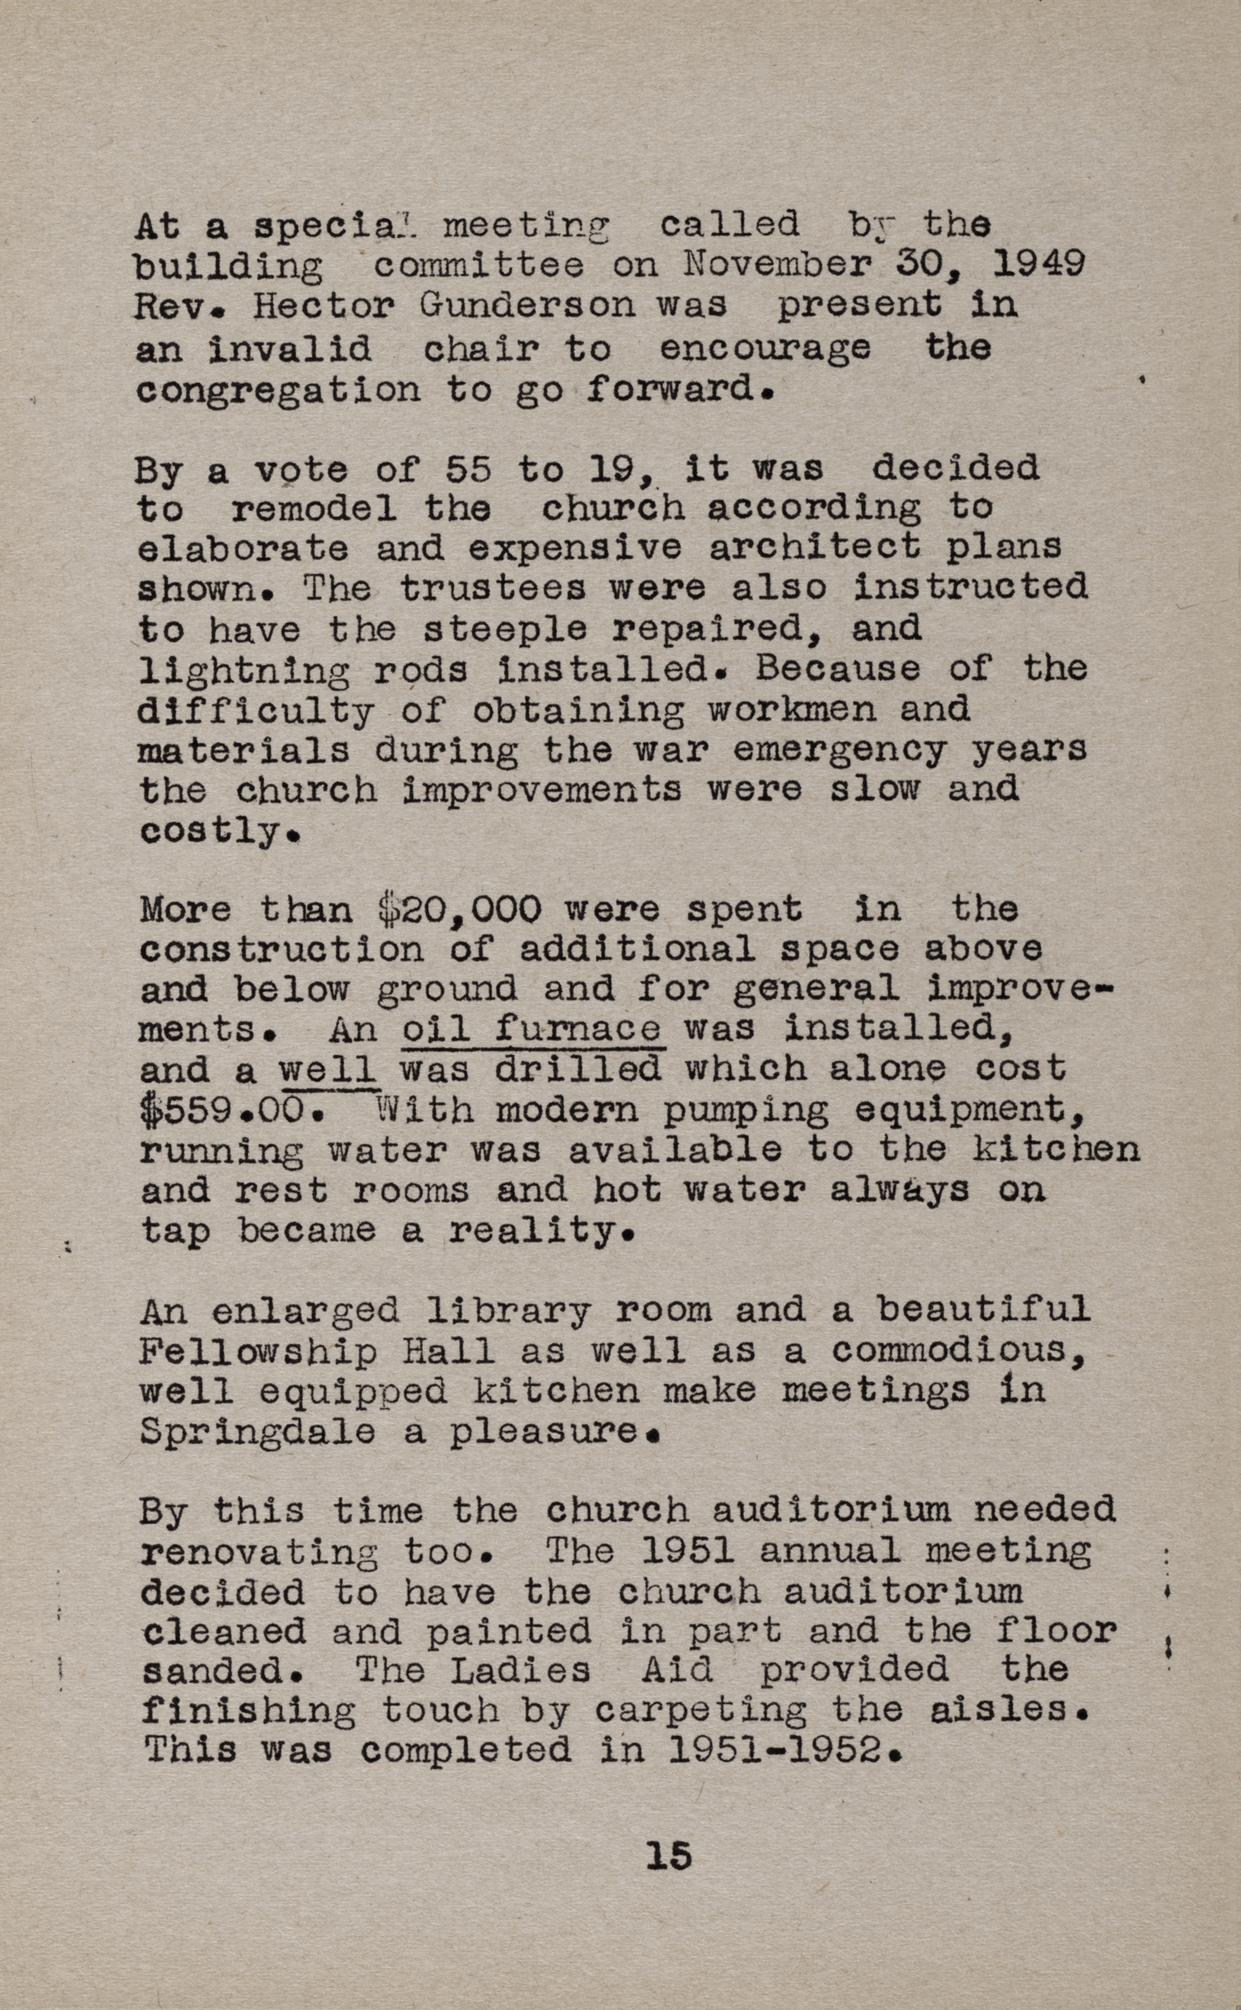 At a special meeting called by the
building committee on November 30, 1949
Rev. Hector Gunderson was present in
an invalid chair to encourage the
congregation to go forward.

By a vote of 55 to 19, it was decided
to remodel the church according to
elaborate and expensive architect plans
shown. The trustees were also instructed
to have the steeple repaired, and
lightning rods installed. Because of the
difficulty of obtaining workmen and
materials during the war emergency years
the church improvements were slow and
costly.

More than $20,000 were spent in the
construction of additional space above
and below ground and for general improve-
ments. An oil furnace was installed,
and a well was drilled which alone cost
$559.00. With modern pumping equipment,
running water was available to the kitchen
and rest rooms and hot water always on
tap became a reality.

An enlarged library room and a beautiful
Fellowship Hall as well as a commodious,
well equipped kitchen make meetings in
Springdale a pleasure.

By this time the church auditorium needed
renovating too. The 1951 annual meeting
decided to have the church auditorium
cleaned and painted in part and the floor
sanded. The Ladies Aid provided the
finishing touch by carpeting the aisles.
This was completed in 1951-1952.

15